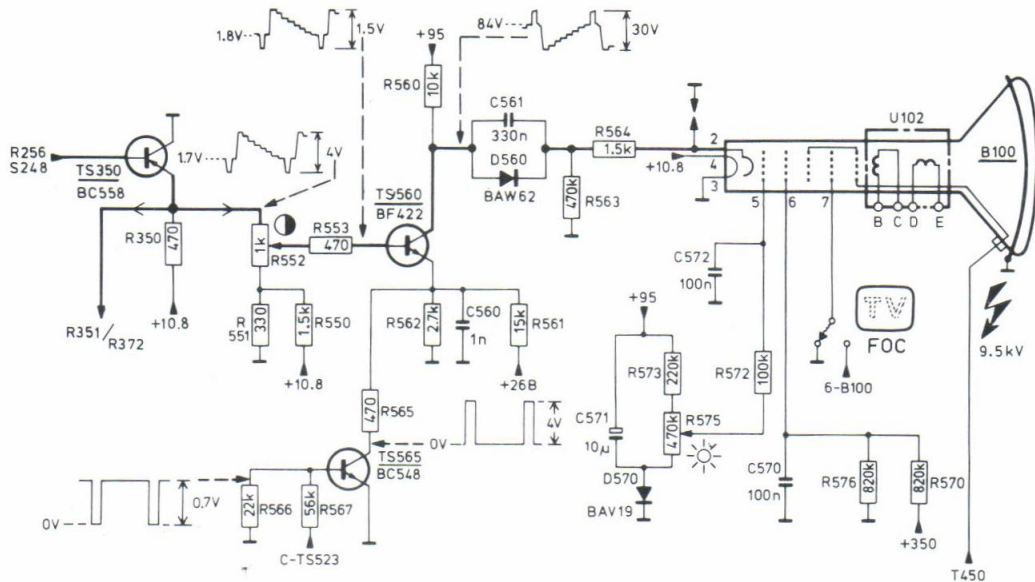 1.8V
1.5V
84V
30V
+95
R560
10k
C561
330n
D560
BAW62
R564
1.5k
R563
470k
+10.8
2
4
3
5
6
7
U102
B100
B
C
D
E
R256
S248
TS350
BC558
1.7V
4V
R350
470
R351/
R372
+10.8
1k
R552
R553
470
TS560
BF422
R
551
330
1.5k
R550
+10.8
R562
2.7k
C560
1n
15k
R561
+26B
470
R565
0V
4V
TS565
BC548
0V
0.7V
22k
R566
56k
R567
C-TS523
C572
100n
+95
R573
220k
R572
100k
C571
10μ
470k
R575
D570
BAV19
TV
FOC
6-B100
9.5kV
C570
100n
R576
820k
820k
R570
+350
T450